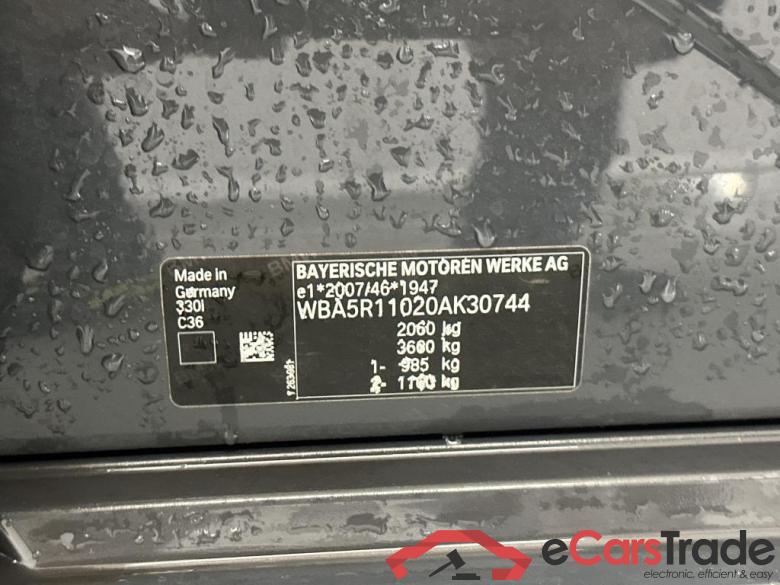 Made in
Germany
330i
C36
BAYERISCHE MOTOREN WERKE AG
e1*2007/46*1947
WBA5R11020AK30744
2060 kg
3600 kg
1- 985 kg
2- 1160 kg
eCarsTrade
electronic, efficient & easy